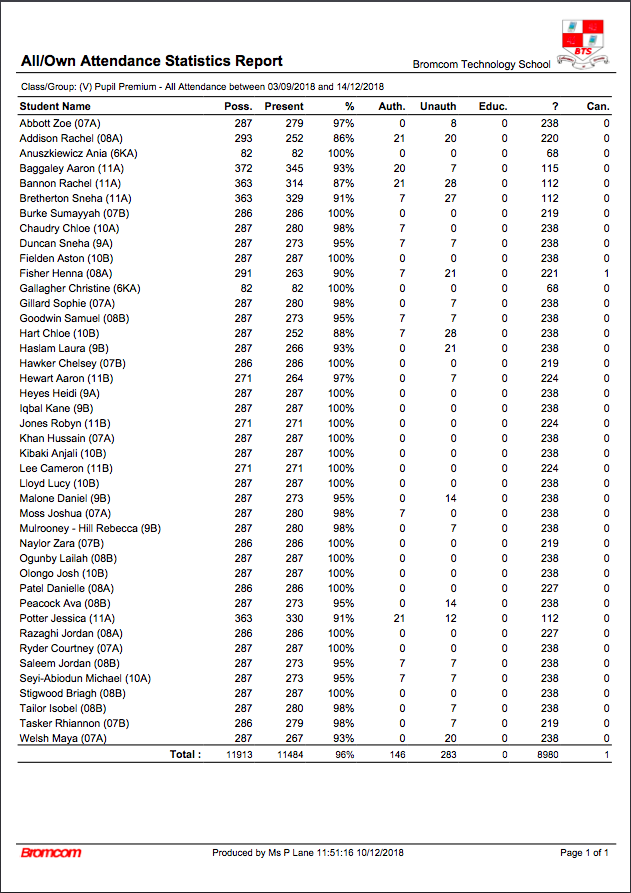 BTS
All/Own Attendance Statistics Report
Bromcom Technology School
Class/Group: (V) Pupil Premium - All Attendance between 03/09/2018 and 14/12/2018
Student Name Poss. Present % Auth. Unauth Educ. ? Can.
Abbott Zoe (07A) 287 279 97% 0 8 0 238 0
Addison Rachel (08A) 293 252 86% 21 20 0 220 0
Anuszkiewicz Ania (6KA) 82 82 100% 0 0 0 68 0
Baggaley Aaron (11A) 372 345 93% 20 7 0 115 0
Bannon Rachel (11A) 363 314 87% 21 28 0 112 0
Bretherton Sneha (11A) 363 329 91% 7 27 0 112 0
Burke Sumayyah (07B) 286 286 100% 0 0 0 219 0
Chaudry Chloe (10A) 287 280 98% 7 0 0 238 0
Duncan Sneha (9A) 287 273 95% 7 7 0 238 0
Fielden Aston (10B) 287 287 100% 0 0 0 238 0
Fisher Henna (08A) 291 263 90% 7 21 0 221 1
Gallagher Christine (6KA) 82 82 100% 0 0 0 68 0
Gillard Sophie (07A) 287 280 98% 0 7 0 238 0
Goodwin Samuel (08B) 287 273 95% 7 7 0 238 0
Hart Chloe (10B) 287 252 88% 7 28 0 238 0
Haslam Laura (9B) 287 266 93% 0 21 0 238 0
Hawker Chelsey (07B) 286 286 100% 0 0 0 219 0
Hewart Aaron (11B) 271 264 97% 0 7 0 224 0
Heyes Heidi (9A) 287 287 100% 0 0 0 238 0
Iqbal Kane (9B) 287 287 100% 0 0 0 238 0
Jones Robyn (11B) 271 271 100% 0 0 0 224 0
Khan Hussain (07A) 287 287 100% 0 0 0 238 0
Kibaki Anjali (10B) 287 287 100% 0 0 0 238 0
Lee Cameron (11B) 271 271 100% 0 0 0 224 0
Lloyd Lucy (10B) 287 287 100% 0 0 0 238 0
Malone Daniel (9B) 287 273 95% 0 14 0 238 0
Moss Joshua (07A) 287 280 98% 7 0 0 238 0
Mulrooney - Hill Rebecca (9B) 287 280 98% 0 7 0 238 0
Naylor Zara (07B) 286 286 100% 0 0 0 219 0
Ogunby Lailah (08B) 287 287 100% 0 0 0 238 0
Olongo Josh (10B) 287 287 100% 0 0 0 238 0
Patel Danielle (08A) 286 286 100% 0 0 0 227 0
Peacock Ava (08B) 287 273 95% 0 14 0 238 0
Potter Jessica (11A) 363 330 91% 21 12 0 112 0
Razaghi Jordan (08A) 286 286 100% 0 0 0 227 0
Ryder Courtney (07A) 287 287 100% 0 0 0 238 0
Saleem Jordan (08B) 287 273 95% 7 7 0 238 0
Seyi-Abiodun Michael (10A) 287 273 95% 7 7 0 238 0
Stigwood Briagh (08B) 287 287 100% 0 0 0 238 0
Tailor Isobel (08B) 287 280 98% 0 7 0 238 0
Tasker Rhiannon (07B) 286 279 98% 0 7 0 219 0
Welsh Maya (07A) 287 267 93% 0 20 0 238 0
Total : 11913 11484 96% 146 283 0 8980 1
Bromcom Produced by Ms P Lane 11:51:16 10/12/2018 Page 1 of 1